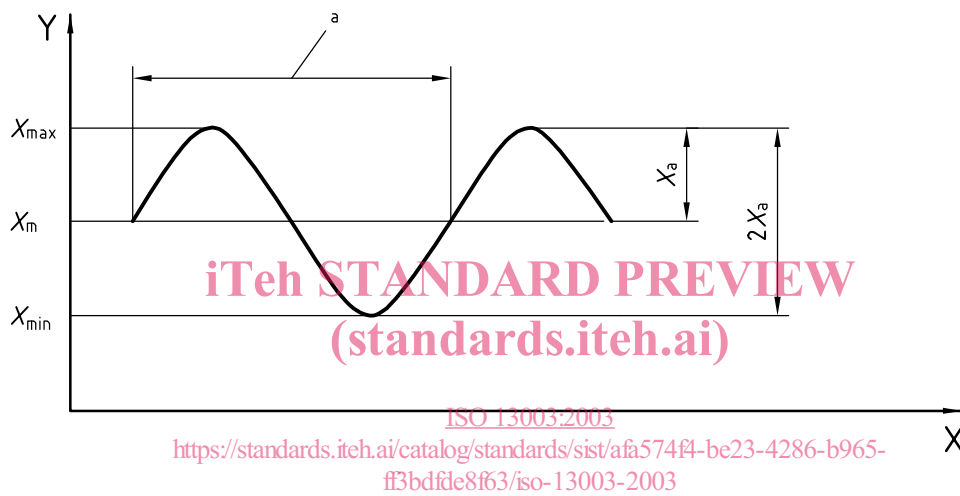 a
Y
Xmax
Xa
Xm
2Xa
iTeh STANDARD PREVIEW
Xmin
(standards.iteh.ai)
ISO 13003:2003
X
https://standards.iteh.ai/catalog/standards/sist/afa574f4-be23-4286-b965-
ff3bdfde8f63/iso-13003-2003